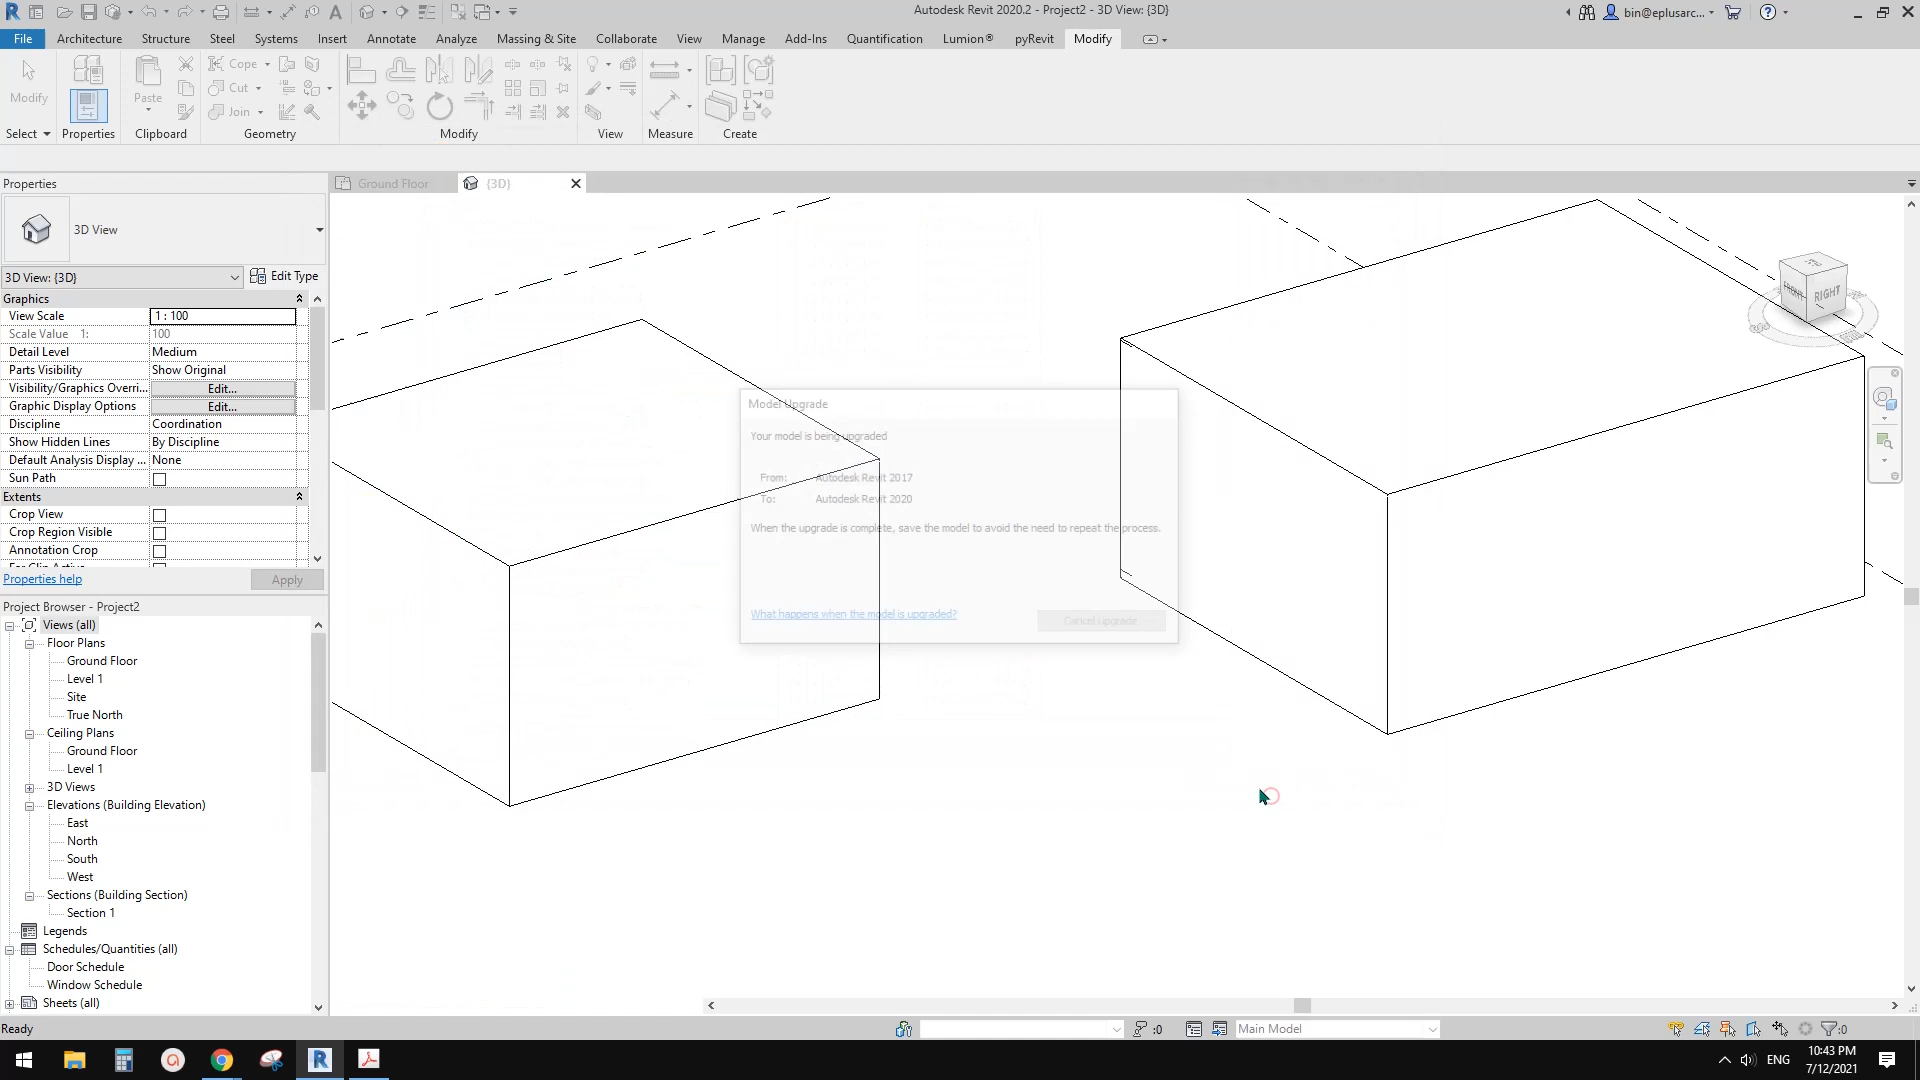 Autodesk Revit 2020.2 - Project2 - 3D View: {3D}
bin@eplusarc...
File Architecture Structure Steel Systems Insert Annotate Analyze Massing & Site Collaborate View Manage Add-Ins Quantification Lumion® pyRevit Modify
Modify Paste Cope Cut Join
Select Properties Clipboard Geometry Modify View Measure Create
Properties
Ground Floor {3D}
3D View
3D View: {3D} Edit Type
Graphics
View Scale 1 : 100
Scale Value 1: 100
Detail Level Medium
Parts Visibility Show Original
Visibility/Graphics Overri... Edit...
Graphic Display Options Edit...
Discipline Coordination
Show Hidden Lines By Discipline
Default Analysis Display ... None
Sun Path
Extents
Crop View
Crop Region Visible
Annotation Crop
Properties help Apply
FRONT RIGHT
Model Upgrade
Your model is being upgraded
From: Autodesk Revit 2017
To: Autodesk Revit 2020
When the upgrade is complete, save the model to avoid the need to repeat the process.
What happens when the model is upgraded? Cancel Upgrade
Project Browser - Project2
Views (all)
Floor Plans
Ground Floor
Level 1
Site
True North
Ceiling Plans
Ground Floor
Level 1
3D Views
Elevations (Building Elevation)
East
North
South
West
Sections (Building Section)
Section 1
Legends
Schedules/Quantities (all)
Door Schedule
Window Schedule
Sheets (all)
Ready :0 Main Model :0
ENG
10:43 PM
7/12/2021